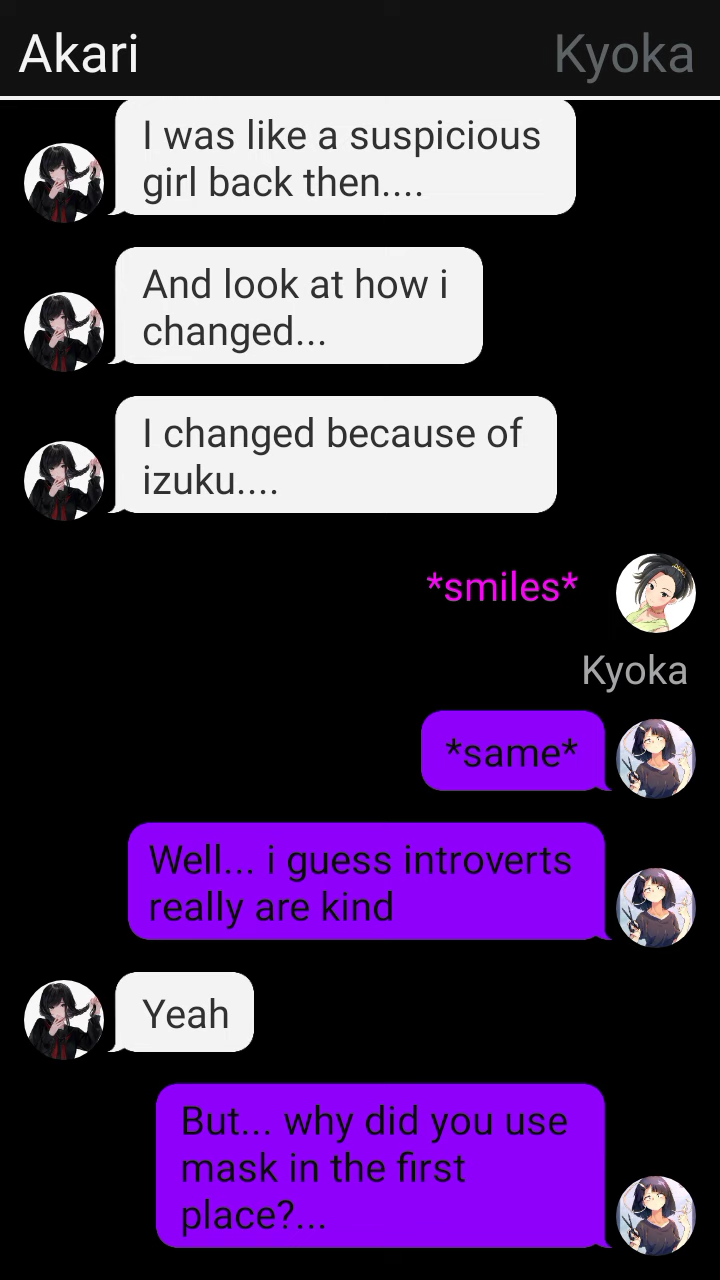 Akari
Kyoka
I was like a suspicious
girl back then....
And look at how i
changed...
I changed because of
izuku....
*smiles*
Kyoka
*same*
Well... i guess introverts
really are kind
Yeah
But... why did you use
mask in the first
place?...